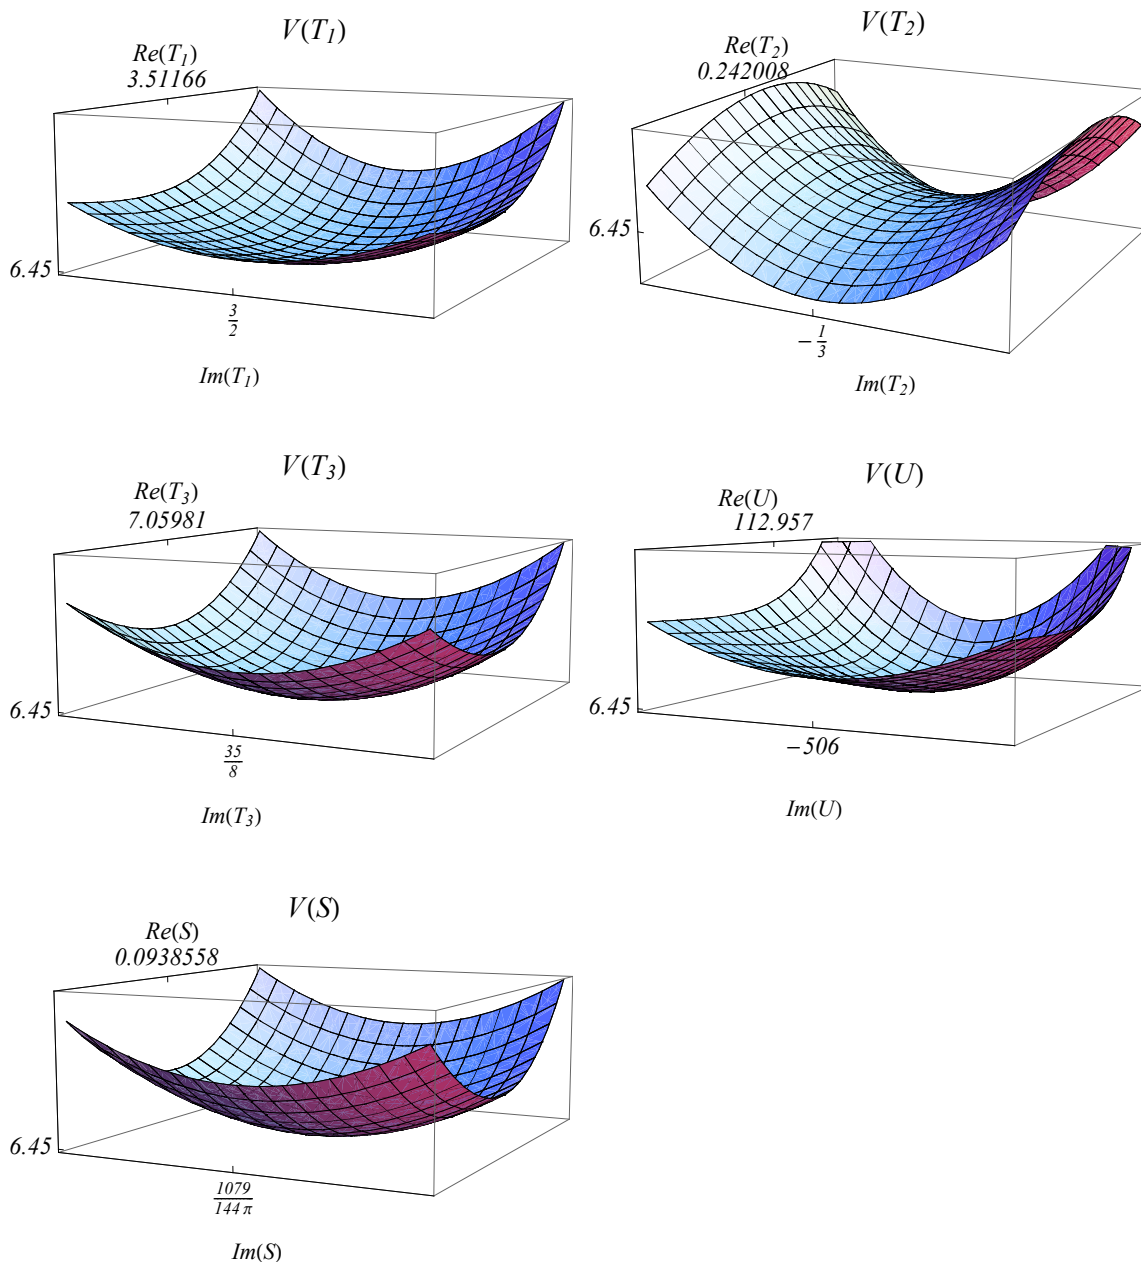 V(T1)
Re(T1)
3.51166
6.45
3/2
Im(T1)
V(T2)
Re(T2)
0.242008
6.45
−1/3
Im(T2)
V(T3)
Re(T3)
7.05981
6.45
35/8
Im(T3)
V(U)
Re(U)
112.957
6.45
−506
Im(U)
V(S)
Re(S)
0.0938558
6.45
1079/144 π
Im(S)